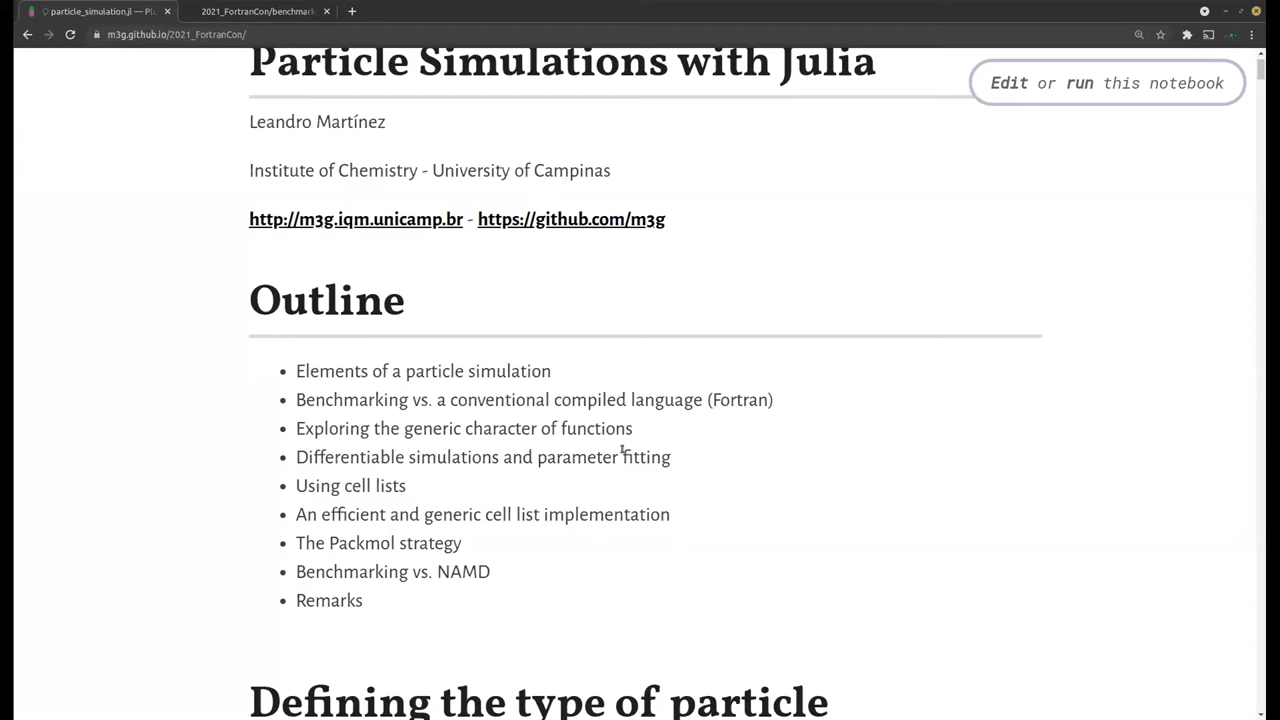 particle_simulation.jl — Pl
2021_FortranCon/benchmark
m3g.github.io/2021_FortranCon/
Particle Simulations with Julia
Edit or run this notebook
Leandro Martínez
Institute of Chemistry - University of Campinas
http://m3g.iqm.unicamp.br - https://github.com/m3g
Outline
• Elements of a particle simulation
• Benchmarking vs. a conventional compiled language (Fortran)
• Exploring the generic character of functions
• Differentiable simulations and parameter fitting
• Using cell lists
• An efficient and generic cell list implementation
• The Packmol strategy
• Benchmarking vs. NAMD
• Remarks
Defining the type of particle